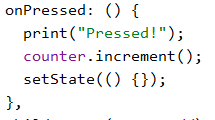 onPressed: () {
  print("Pressed!");
  counter.increment();
  setState(() {});
},